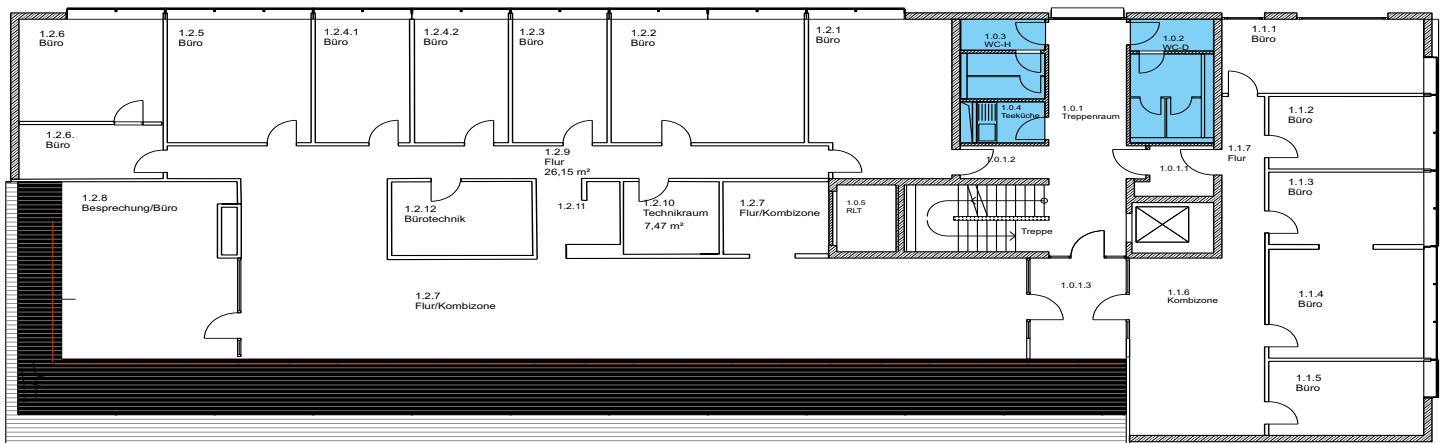 1.2.6
Büro
1.2.5
Büro
1.2.4.1
Büro
1.2.4.2
Büro
1.2.3
Büro
1.2.2
Büro
1.2.1
Büro
1.0.3
WC-H
1.0.2
WC-D
1.1.1
Büro
1.0.4
Teeküche
1.0.1
Treppenraum
1.1.2
Büro
1.2.6.
Büro
1.2.9
Flur
26,15 m²
1.0.1.2
1.0.1.1
1.1.7
Flur
1.1.3
Büro
1.2.8
Besprechung/Büro
1.2.12
Bürotechnik
1.2.11
1.2.10
Technikraum
7,47 m²
1.2.7
Flur/Kombizone
1.0.5
RLT
Treppe
1.2.7
Flur/Kombizone
1.0.1.3
1.1.6
Kombizone
1.1.4
Büro
1.1.5
Büro